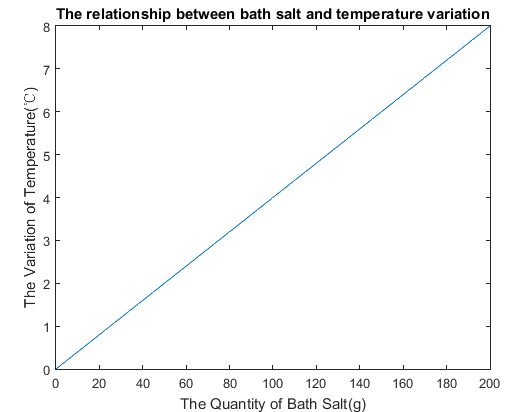 The relationship between bath salt and temperature variation
8
7
6
5
4
3
2
1
0
The Variation of Temperature(℃)
0 20 40 60 80 100 120 140 160 180 200
The Quantity of Bath Salt(g)